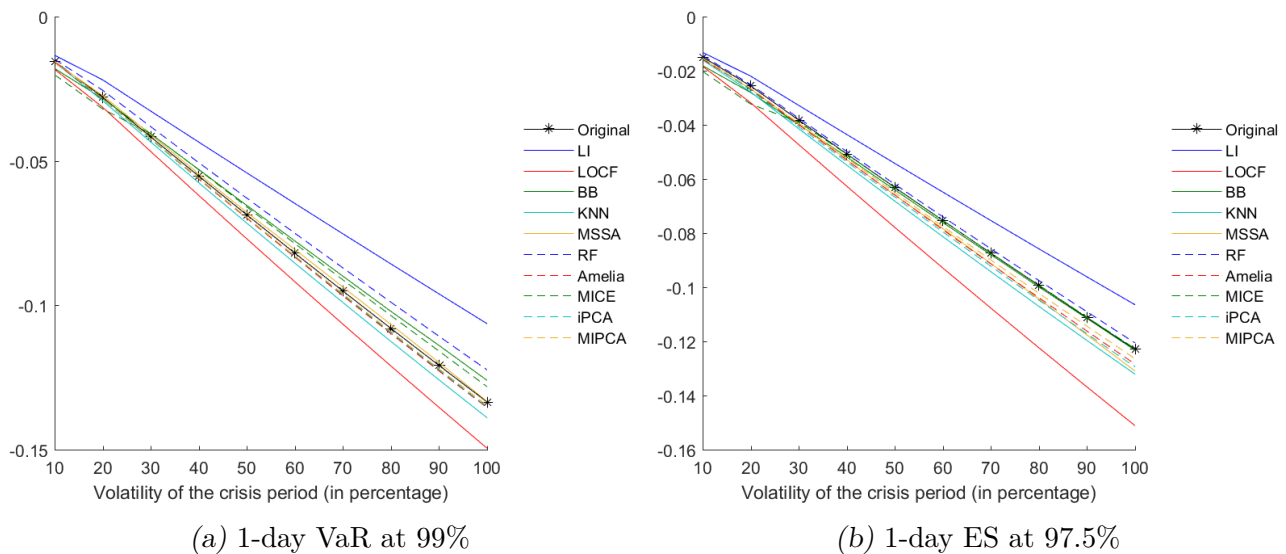 0
-0.05
-0.1
-0.15
10 20 30 40 50 60 70 80 90 100
Volatility of the crisis period (in percentage)
Original
LI
LOCF
BB
KNN
MSSA
RF
Amelia
MICE
iPCA
MIPCA
(a) 1-day VaR at 99%
0
-0.02
-0.04
-0.06
-0.08
-0.1
-0.12
-0.14
-0.16
10 20 30 40 50 60 70 80 90 100
Volatility of the crisis period (in percentage)
Original
LI
LOCF
BB
KNN
MSSA
RF
Amelia
MICE
iPCA
MIPCA
(b) 1-day ES at 97.5%